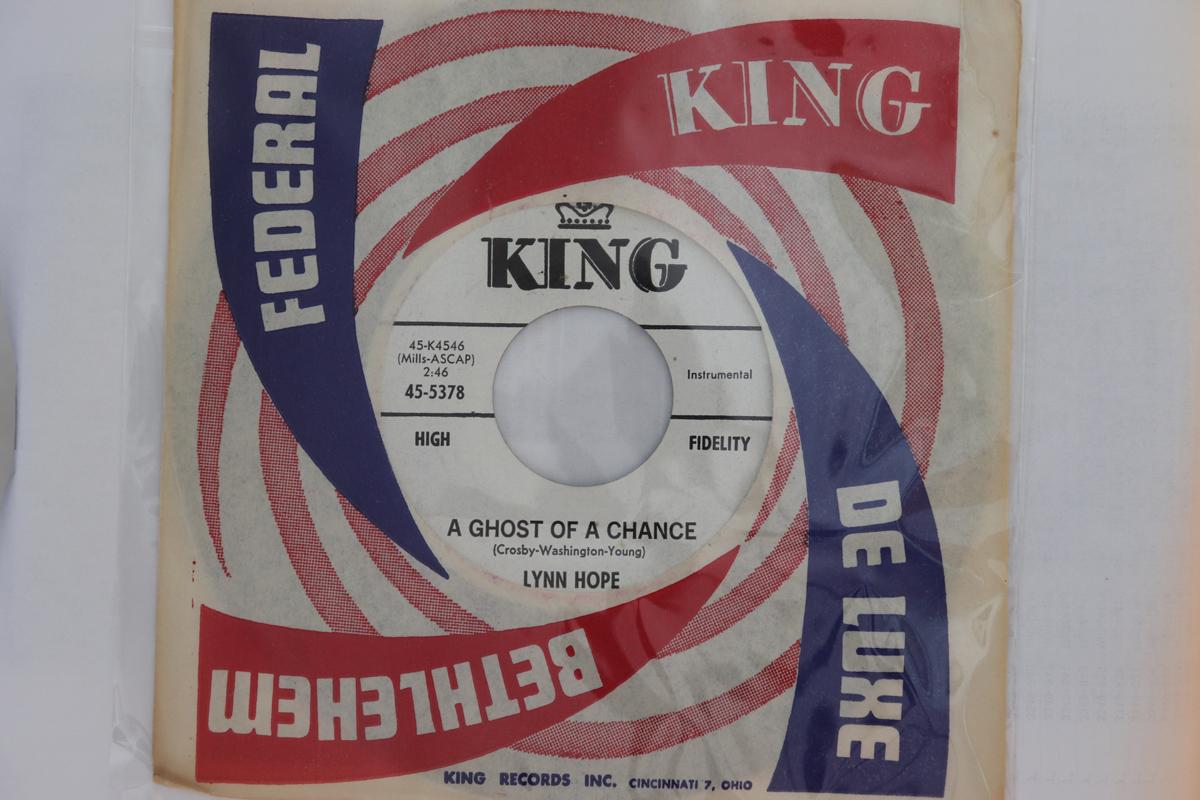 FEDERAL
KING
KING
45-K4546
(Mills-ASCAP)
2:46
45-5378
Instrumental
HIGH
FIDELITY
A GHOST OF A CHANCE
(Crosby-Washington-Young)
LYNN HOPE
DE LUXE
BETHLEHEM
KING RECORDS INC. CINCINNATI 7, OHIO